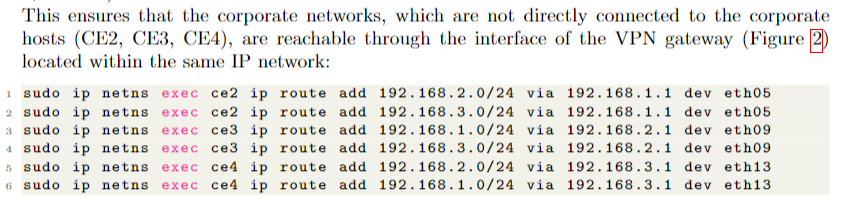 This ensures that the corporate networks, which are not directly connected to the corporate
hosts (CE2, CE3, CE4), are reachable through the interface of the VPN gateway (Figure 2)
located within the same IP network:
1 sudo ip netns exec ce2 ip route add 192.168.2.0/24 via 192.168.1.1 dev eth05
2 sudo ip netns exec ce2 ip route add 192.168.3.0/24 via 192.168.1.1 dev eth05
3 sudo ip netns exec ce3 ip route add 192.168.1.0/24 via 192.168.2.1 dev eth09
4 sudo ip netns exec ce3 ip route add 192.168.3.0/24 via 192.168.2.1 dev eth09
5 sudo ip netns exec ce4 ip route add 192.168.2.0/24 via 192.168.3.1 dev eth13
6 sudo ip netns exec ce4 ip route add 192.168.1.0/24 via 192.168.3.1 dev eth13